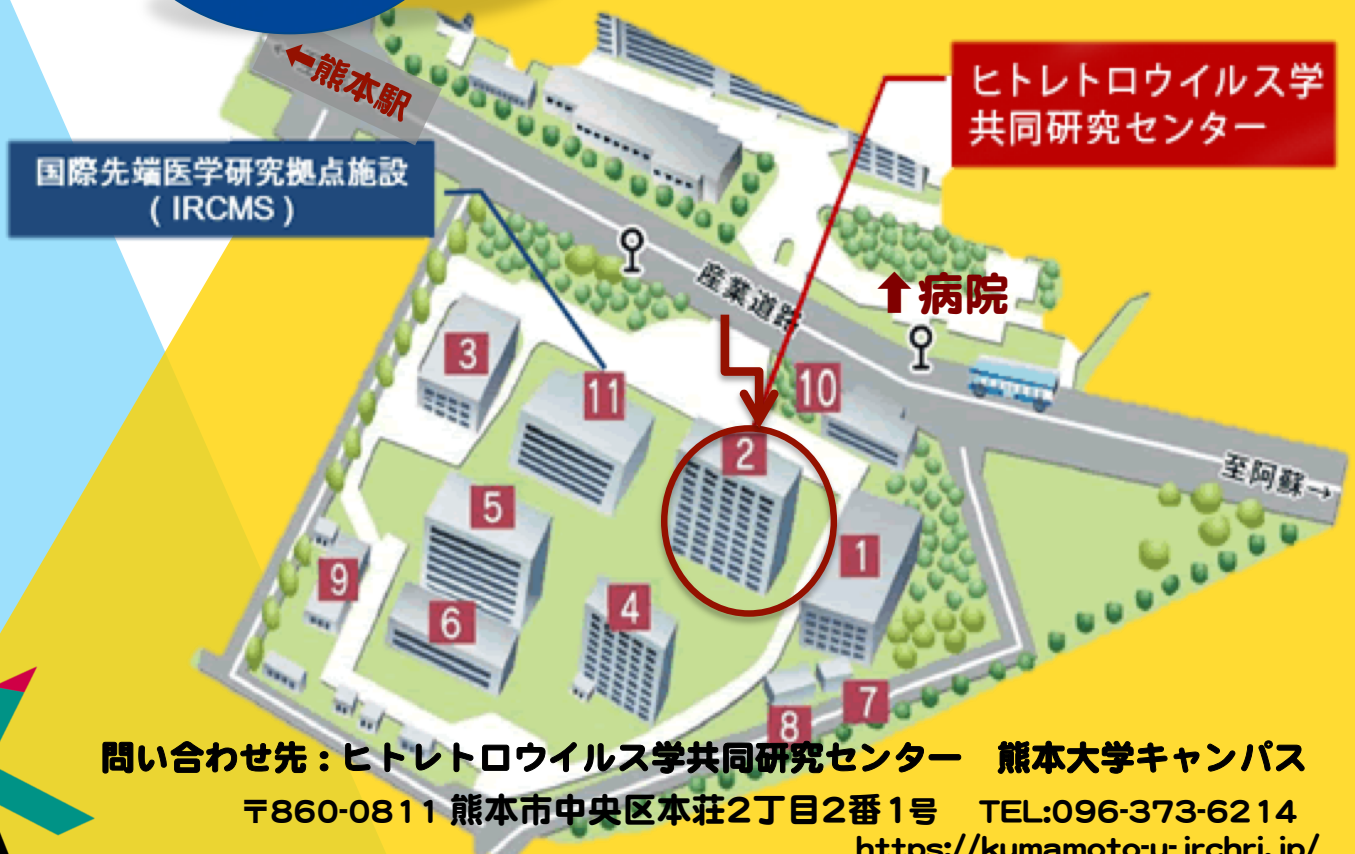 ←熊本駅
ヒトレトロウイルス学
共同研究センター
国際先端医学研究拠点施設
( IRCMS )
産業道路
↑病院
3
11
10
2
至阿蘇→
5
1
9
6
4
7
8
問い合わせ先：ヒトレトロウイルス学共同研究センター　熊本大学キャンパス
〒860-0811 熊本市中央区本荘2丁目2番1号　TEL:096-373-6214
https://kumamoto-u-irchri.jp/